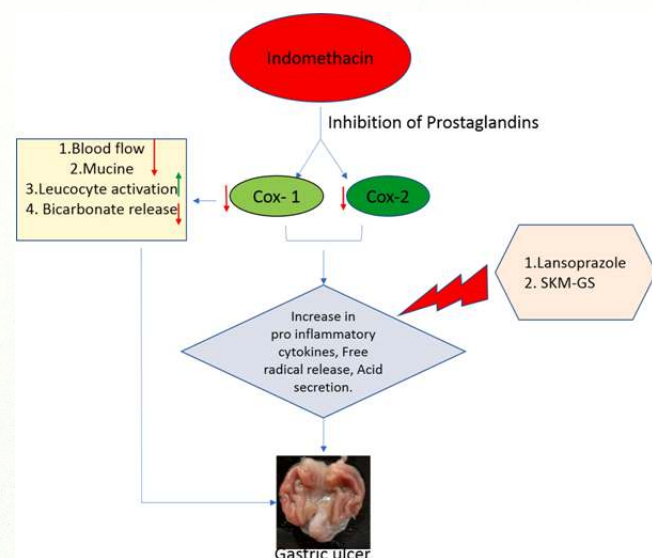 Indomethacin
Inhibition of Prostaglandins
1.Blood flow
2.Mucine
3.Leucocyte activation
4. Bicarbonate release
Cox- 1
Cox-2
1.Lansoprazole
2. SKM-GS
Increase in
pro inflammatory
cytokines, Free
radical release, Acid
secretion.
Gastric ulcer